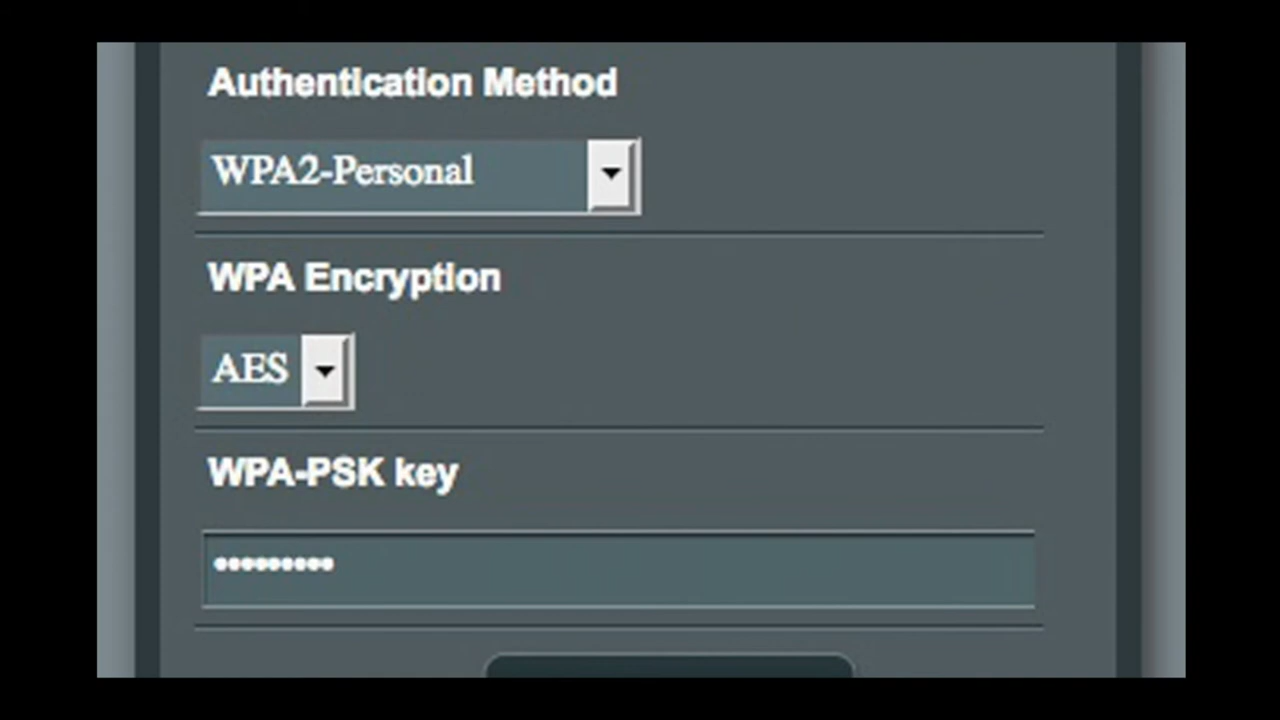 Authentication Method
WPA2-Personal
WPA Encryption
AES
WPA-PSK key
•••••••••